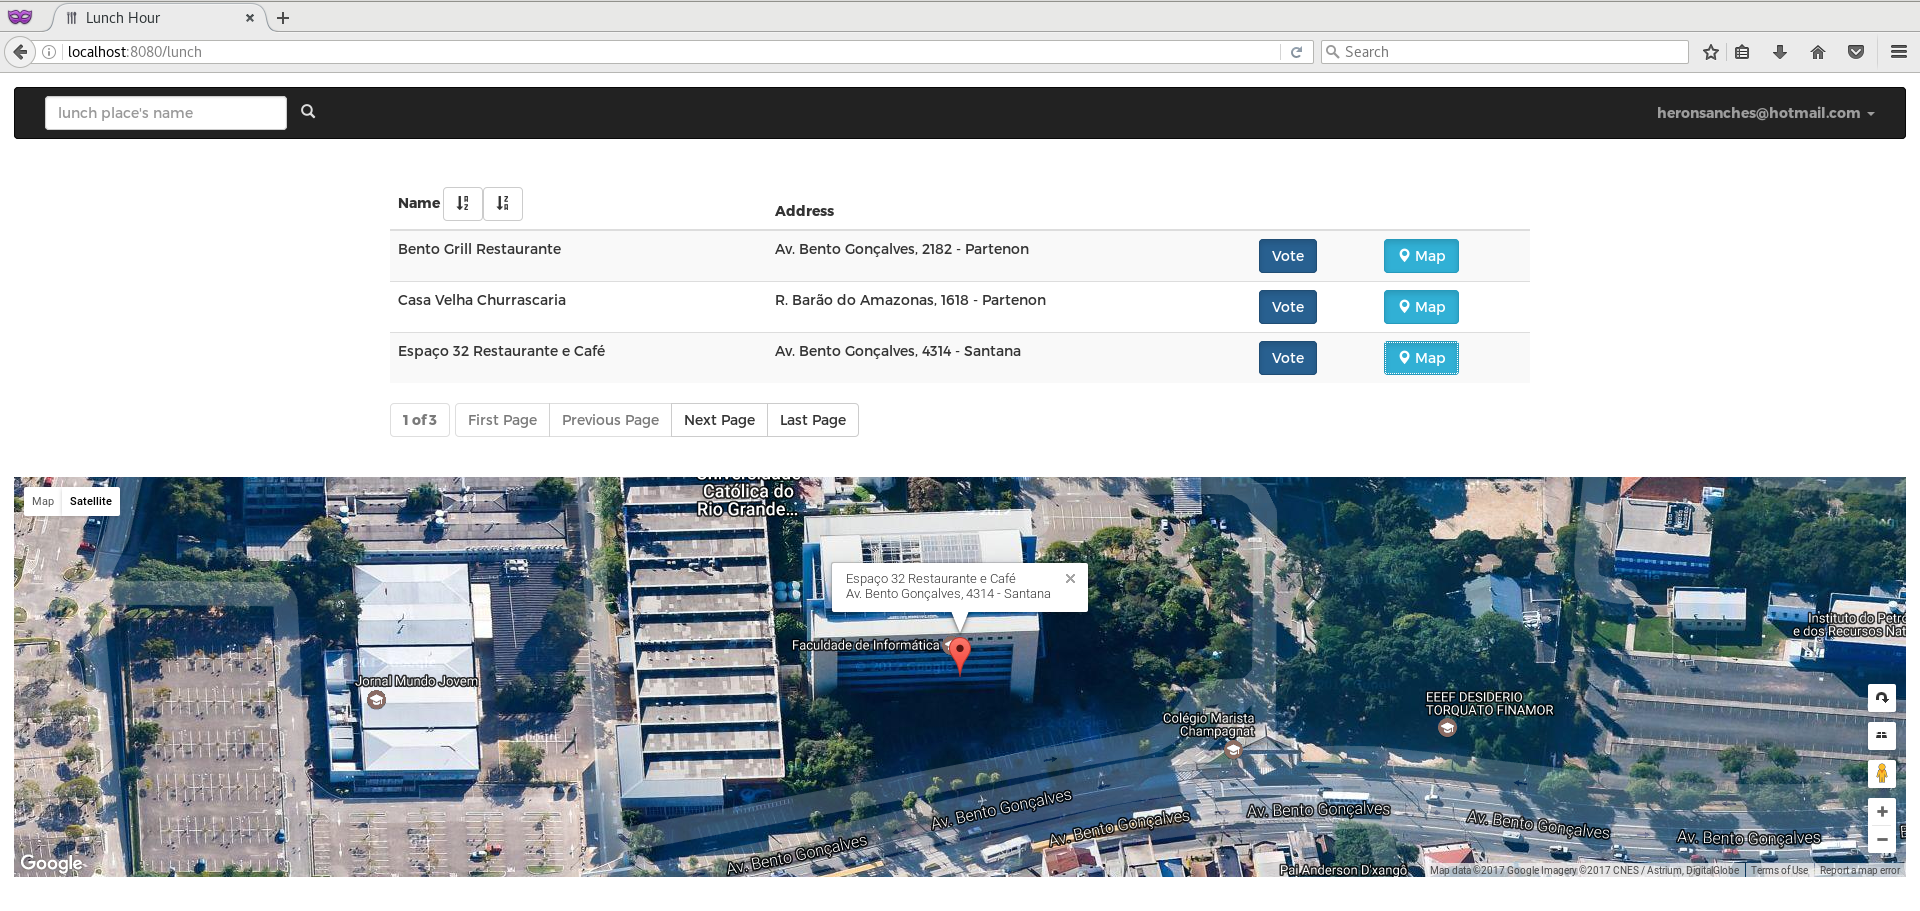 Lunch Hour
localhost:8080/lunch
Search
lunch place's name
heronsanches@hotmail.com
Name
Address
Bento Grill Restaurante Av. Bento Gonçalves, 2182 - Partenon Vote Map
Casa Velha Churrascaria R. Barão do Amazonas, 1618 - Partenon Vote Map
Espaço 32 Restaurante e Café Av. Bento Gonçalves, 4314 - Santana Vote Map
1 of 3 First Page Previous Page Next Page Last Page
Map Satellite
Católica do
Rio Grande...
Espaço 32 Restaurante e Café
Av. Bento Gonçalves, 4314 - Santana
Faculdade de Informática
Instituto do Petró
e dos Recursos Nat
Jornal Mundo Jovem
EEEF DESIDERIO
TORQUATO FINAMOR
Colégio Marista
Champagnat
Av. Bento Gonçalves
Av. Bento Gonçalves
Av. Bento Gonçalves
Av. Bento Gonçalves
Av. Bento Gonçalves
Av. Bento Gonçalves
Google
Pai Anderson D'xangô
Map data ©2017 Google Imagery ©2017 CNES / Astrium, DigitalGlobe Terms of Use Report a map error